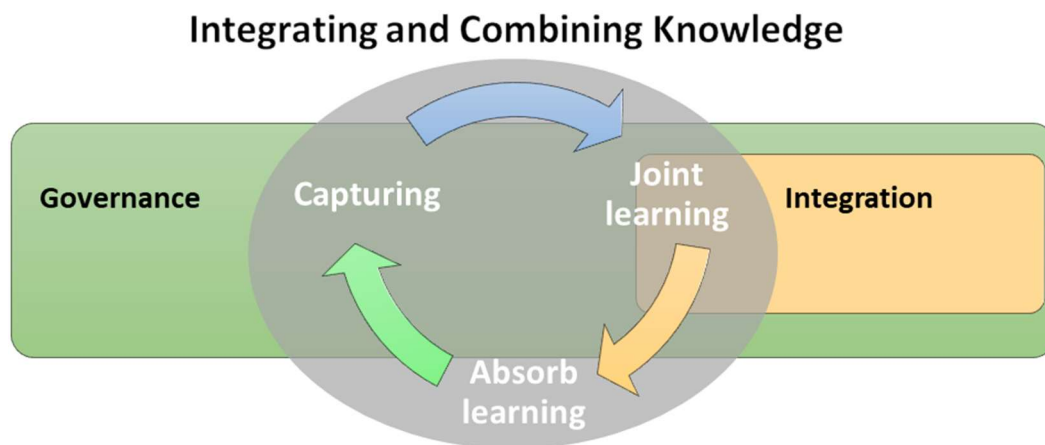 Integrating and Combining Knowledge
Governance
Capturing
Joint
learning
Integration
Absorb
learning